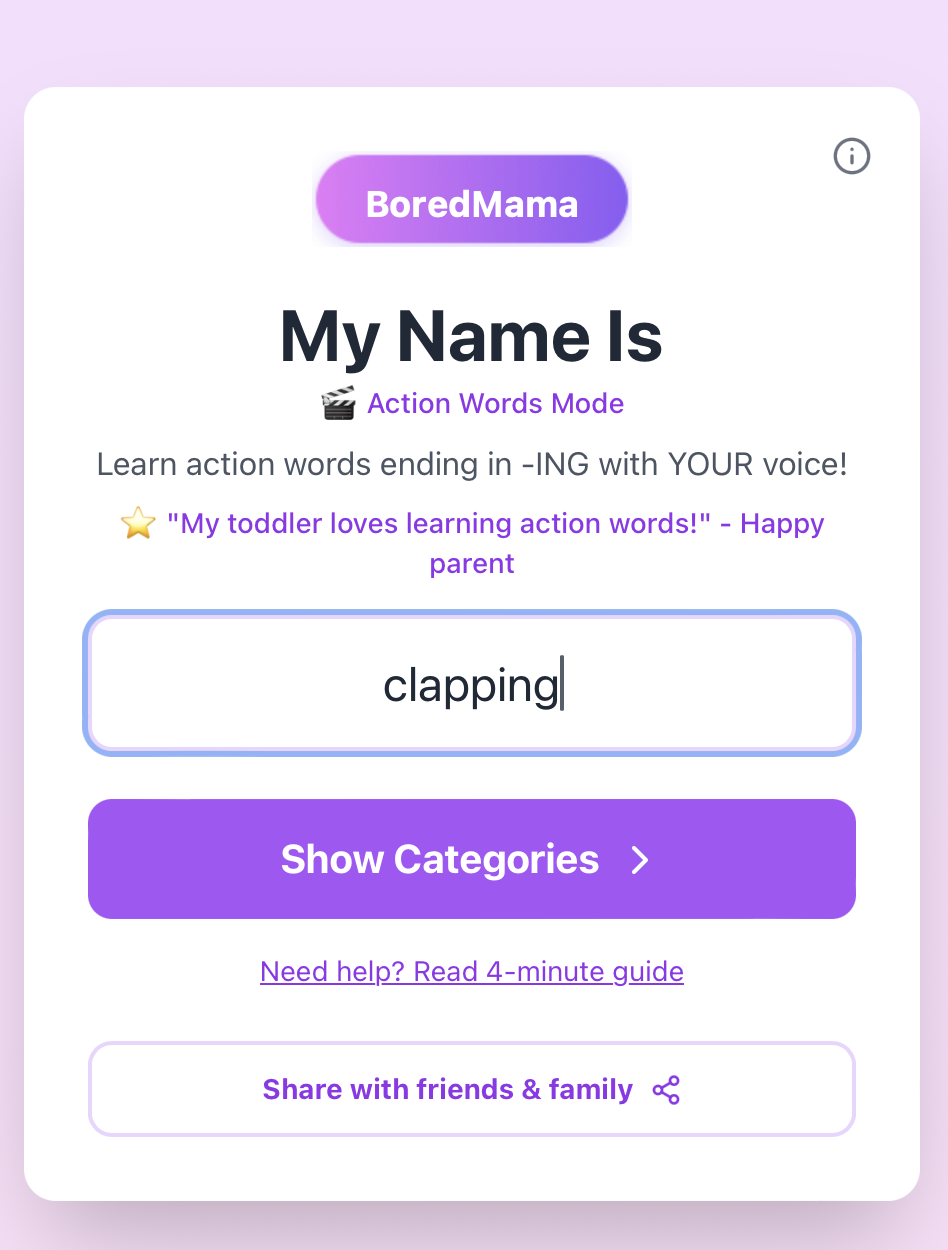 BoredMama
My Name Is
🎬 Action Words Mode
Learn action words ending in -ING with YOUR voice!
⭐ "My toddler loves learning action words!" - Happy
parent
clapping
Show Categories
Need help? Read 4-minute guide
Share with friends & family